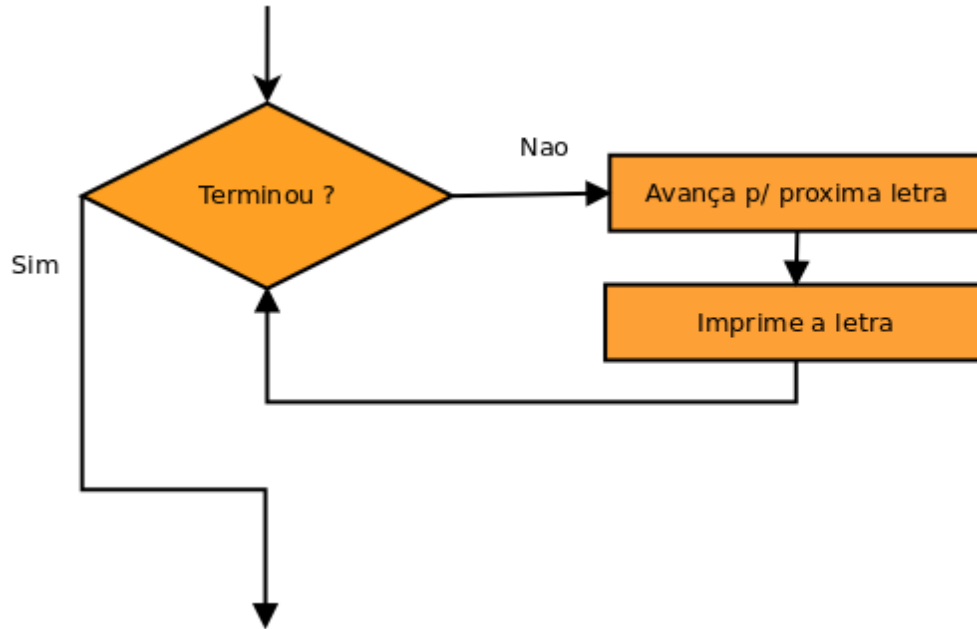 Nao
Terminou ?
Avança p/ proxima letra
Sim
Imprime a letra